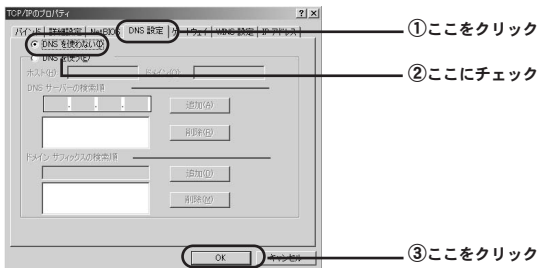 TCP/IPのプロパティ
バインド 詳細設定 NetBIOS DNS 設定 ゲートウェイ WINS 設定 IP アドレス
DNS を使わない(I)
DNS を使う(E)
ホスト(H) ドメイン(O)
DNS サーバーの検索順
追加(A)
削除(R)
ドメイン サフィックスの検索順
追加(D)
削除(M)
OK キャンセル
①ここをクリック
②ここにチェック
③ここをクリック